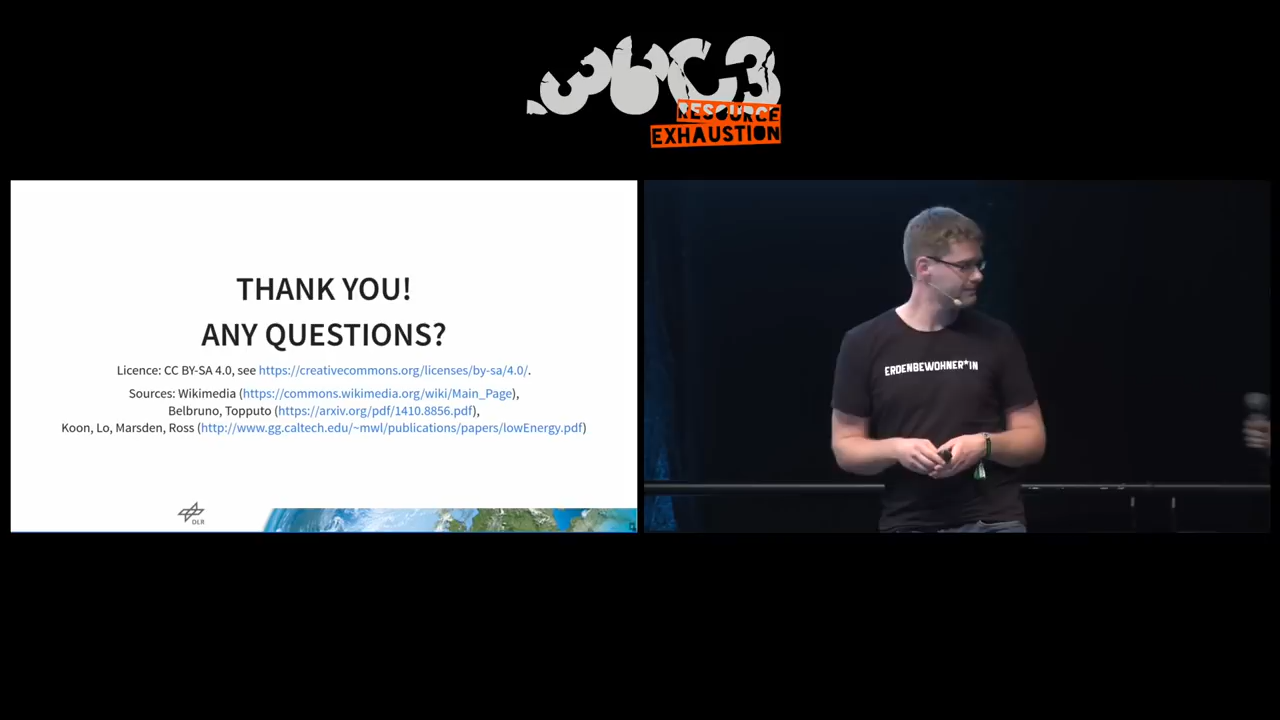 36C3
RESOURCE
EXHAUSTION
THANK YOU!
ANY QUESTIONS?
Licence: CC BY-SA 4.0, see https://creativecommons.org/licenses/by-sa/4.0/.
Sources: Wikimedia (https://commons.wikimedia.org/wiki/Main_Page),
Belbruno, Topputo (https://arxiv.org/pdf/1410.8856.pdf),
Koon, Lo, Marsden, Ross (http://www.gg.caltech.edu/~mwl/publications/papers/lowEnergy.pdf)
DLR
ERDENBEWOHNER*IN